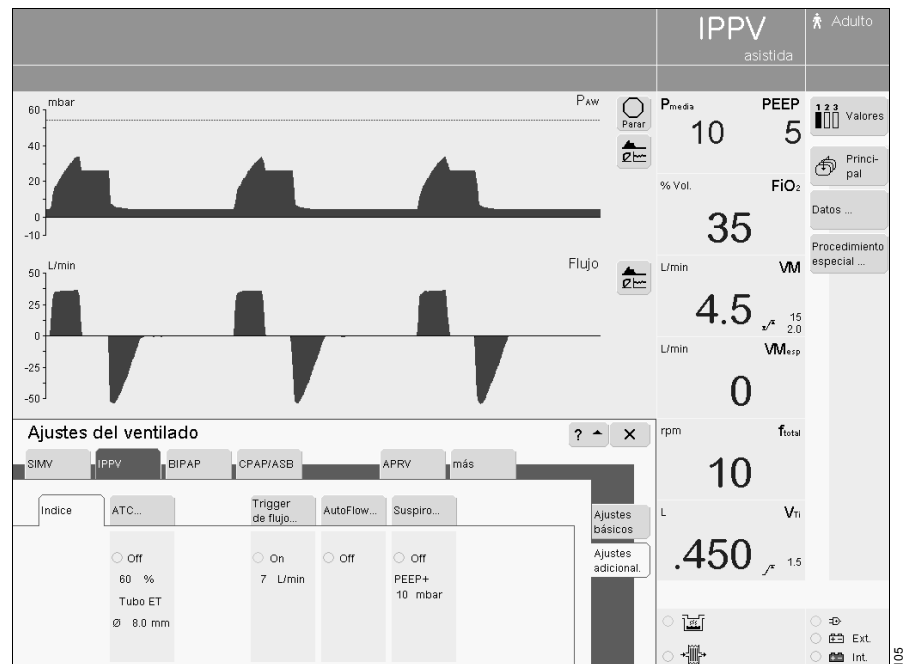 IPPV
asistida
Adulto
mbar
PAW
60
40
20
0
-10
Parar
L/min
Flujo
50
25
0
-25
-50
Pmedia PEEP
10 5
% Vol. FiO2
35
L/min VM
4.5 15
2.0
L/min VMesp
0
rpm ftotal
10
L VTi
.450 1.5
1 2 3
Valores
Princi-
pal
Datos ...
Procedimiento
especial ...
Ajustes del ventilado
? X
SIMV IPPV BIPAP CPAP/ASB APRV más
Indice ATC... Trigger
de flujo... AutoFlow... Suspiro...
Off On Off Off
60 % 7 L/min PEEP+
Tubo ET 10 mbar
Ø 8.0 mm
Ajustes
básicos
Ajustes
adicional.
Ext.
Int.
05